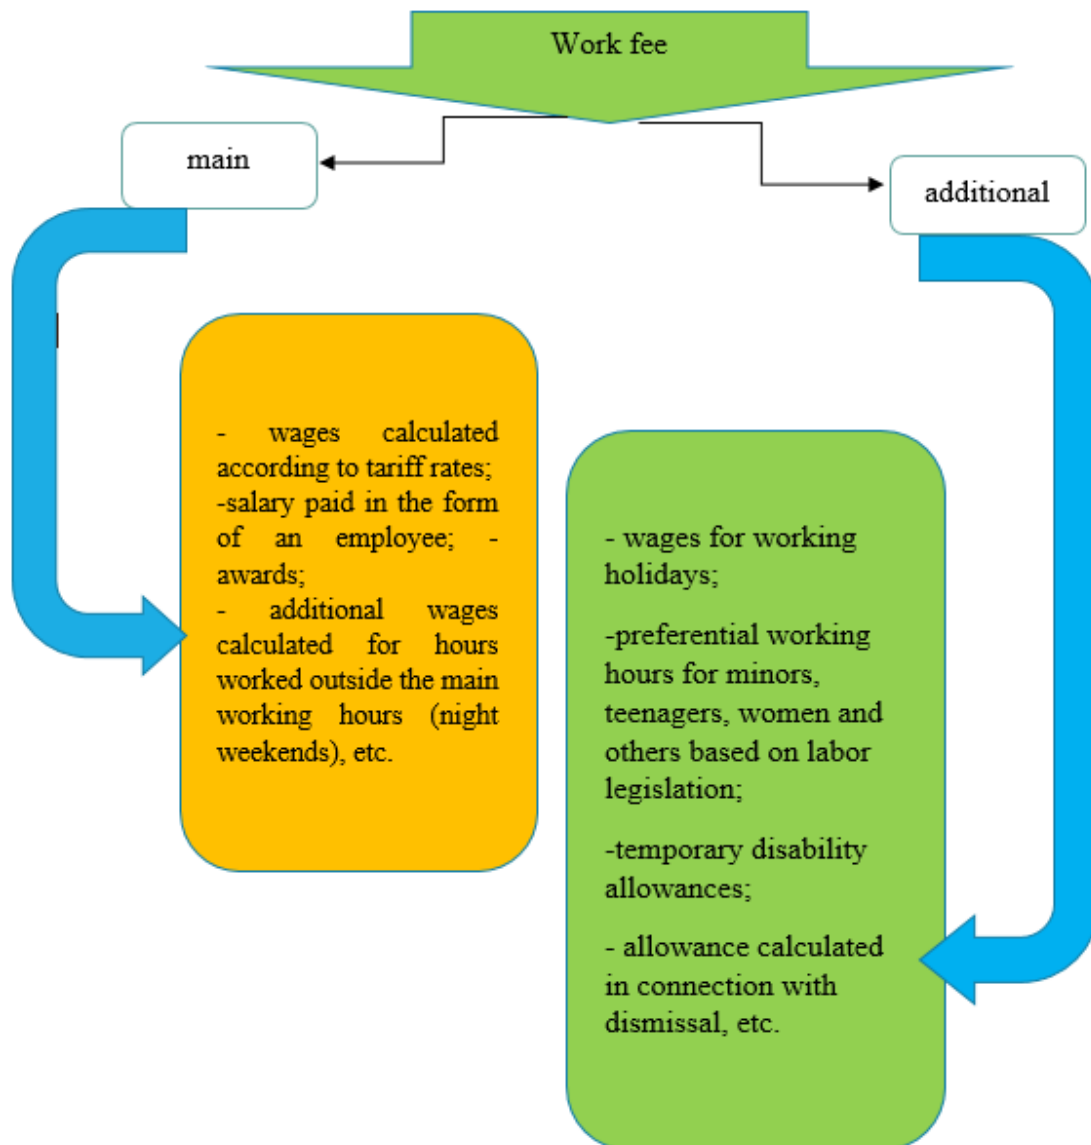 Work fee
main
additional
- wages calculated
according to tariff rates;
-salary paid in the form
of an employee; -
awards;
- additional wages
calculated for hours
worked outside the main
working hours (night
weekends), etc.
- wages for working
holidays;
-preferential working
hours for minors,
teenagers, women and
others based on labor
legislation;
-temporary disability
allowances;
- allowance calculated
in connection with
dismissal, etc.